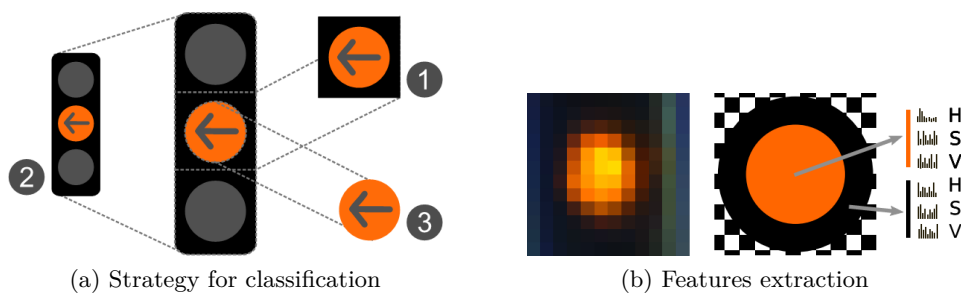 1
2
3
H
S
V
H
S
V
(a) Strategy for classification
(b) Features extraction